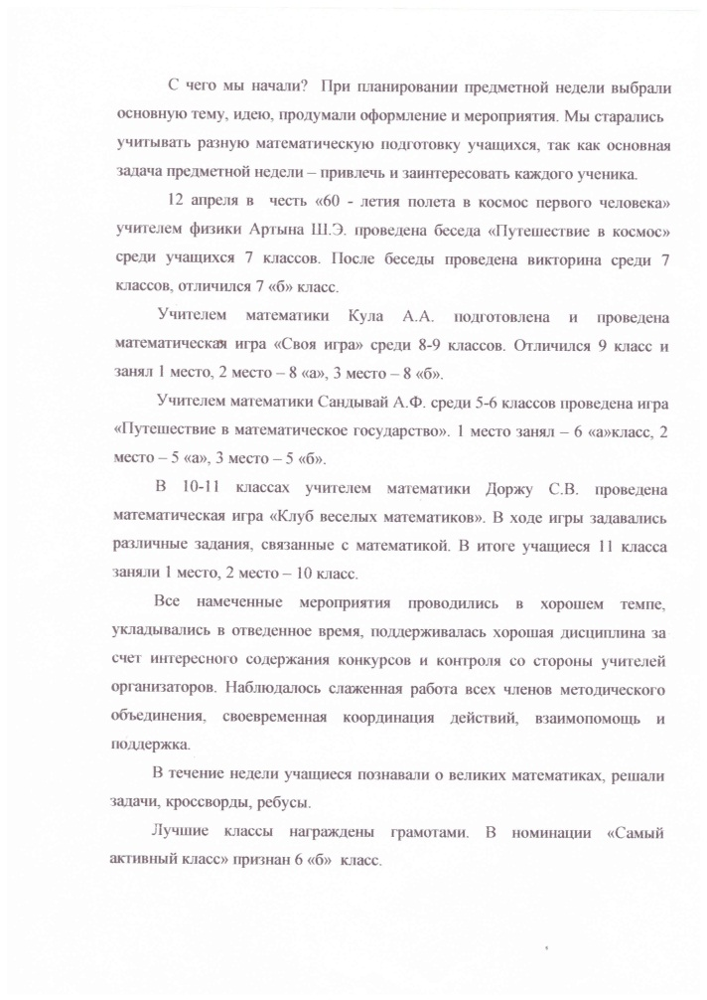 С чего мы начали?  При планировании предметной недели выбрали
основную тему, идею, продумали оформление и мероприятия. Мы старались
учитывать разную математическую подготовку учащихся, так как основная
задача предметной недели – привлечь и заинтересовать каждого ученика.
12 апреля в  честь «60 - летия полета в космос первого человека»
учителем физики Артына Ш.Э. проведена беседа «Путешествие в космос»
среди учащихся 7 классов. После беседы проведена викторина среди 7
классов, отличился 7 «б» класс.
Учителем математики Кула А.А. подготовлена и проведена
математическая игра «Своя игра» среди 8-9 классов. Отличился 9 класс и
занял 1 место, 2 место – 8 «а», 3 место – 8 «б».
Учителем математики Сандывай А.Ф. среди 5-6 классов проведена игра
«Путешествие в математическое государство». 1 место занял – 6 «а»класс, 2
место – 5 «а», 3 место – 5 «б».
В 10-11 классах учителем математики Доржу С.В. проведена
математическая игра «Клуб веселых математиков». В ходе игры задавались
различные задания, связанные с математикой. В итоге учащиеся 11 класса
заняли 1 место, 2 место – 10 класс.
Все намеченные мероприятия проводились в хорошем темпе,
укладывались в отведенное время, поддерживалась хорошая дисциплина за
счет интересного содержания конкурсов и контроля со стороны учителей
организаторов. Наблюдалось слаженная работа всех членов методического
объединения, своевременная координация действий, взаимопомощь и
поддержка.
В течение недели учащиеся познавали о великих математиках, решали
задачи, кроссворды, ребусы.
Лучшие классы награждены грамотами. В номинации «Самый
активный класс» признан 6 «б»  класс.